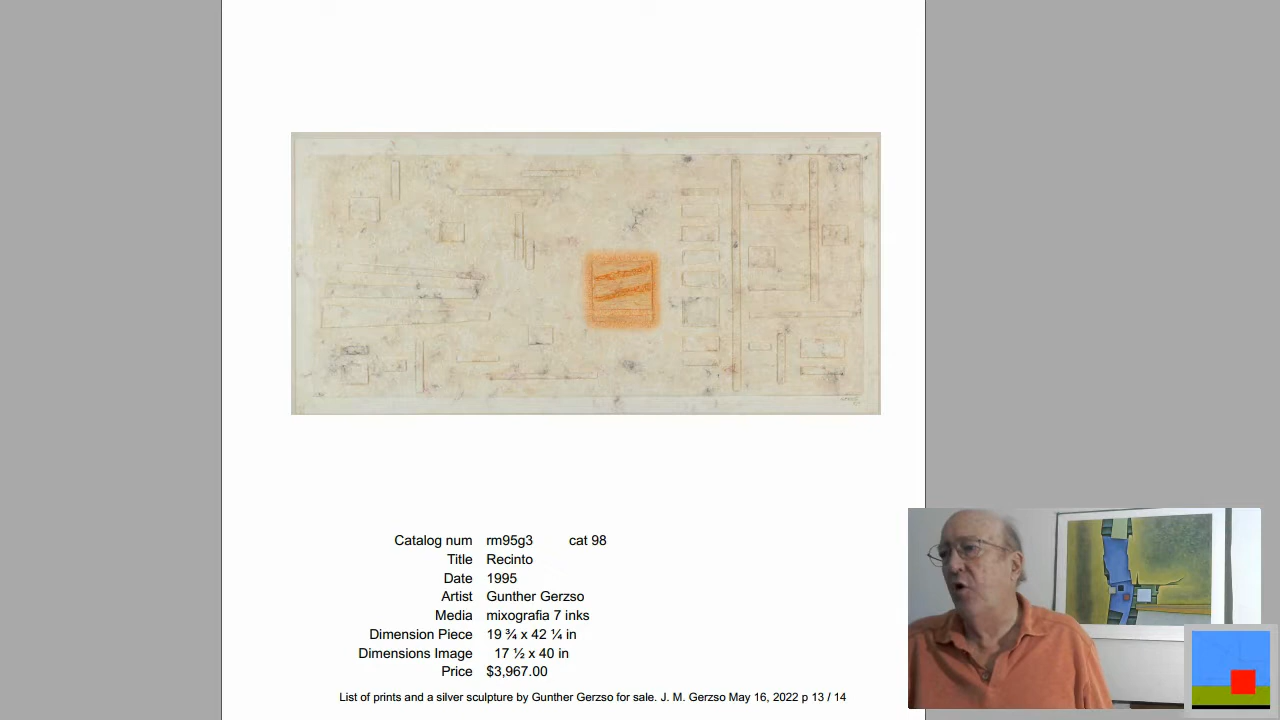 Catalog num rm95g3 cat 98
Title Recinto
Date 1995
Artist Gunther Gerzso
Media mixografia 7 inks
Dimension Piece 19 ¾ x 42 ¼ in
Dimensions Image 17 ½ x 40 in
Price $3,967.00
List of prints and a silver sculpture by Gunther Gerzso for sale. J. M. Gerzso May 16, 2022 p 13 / 14